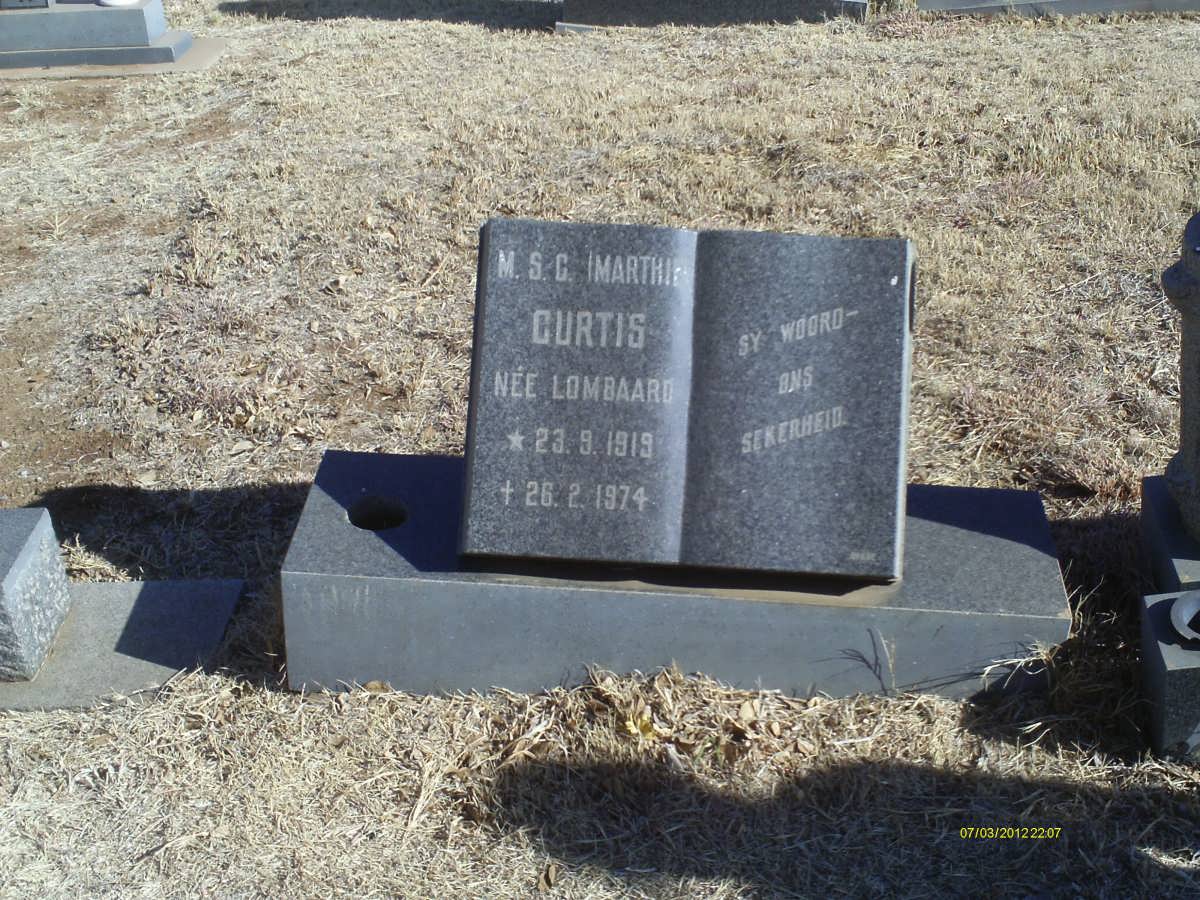 M. S. C. (MARTHIE
CURTIS
NÉE LOMBAARD
★ 23. 9. 1919
† 26. 2. 1974
SY WOORD-
ONS
SEKERHEID.
07/03/2012 22:07